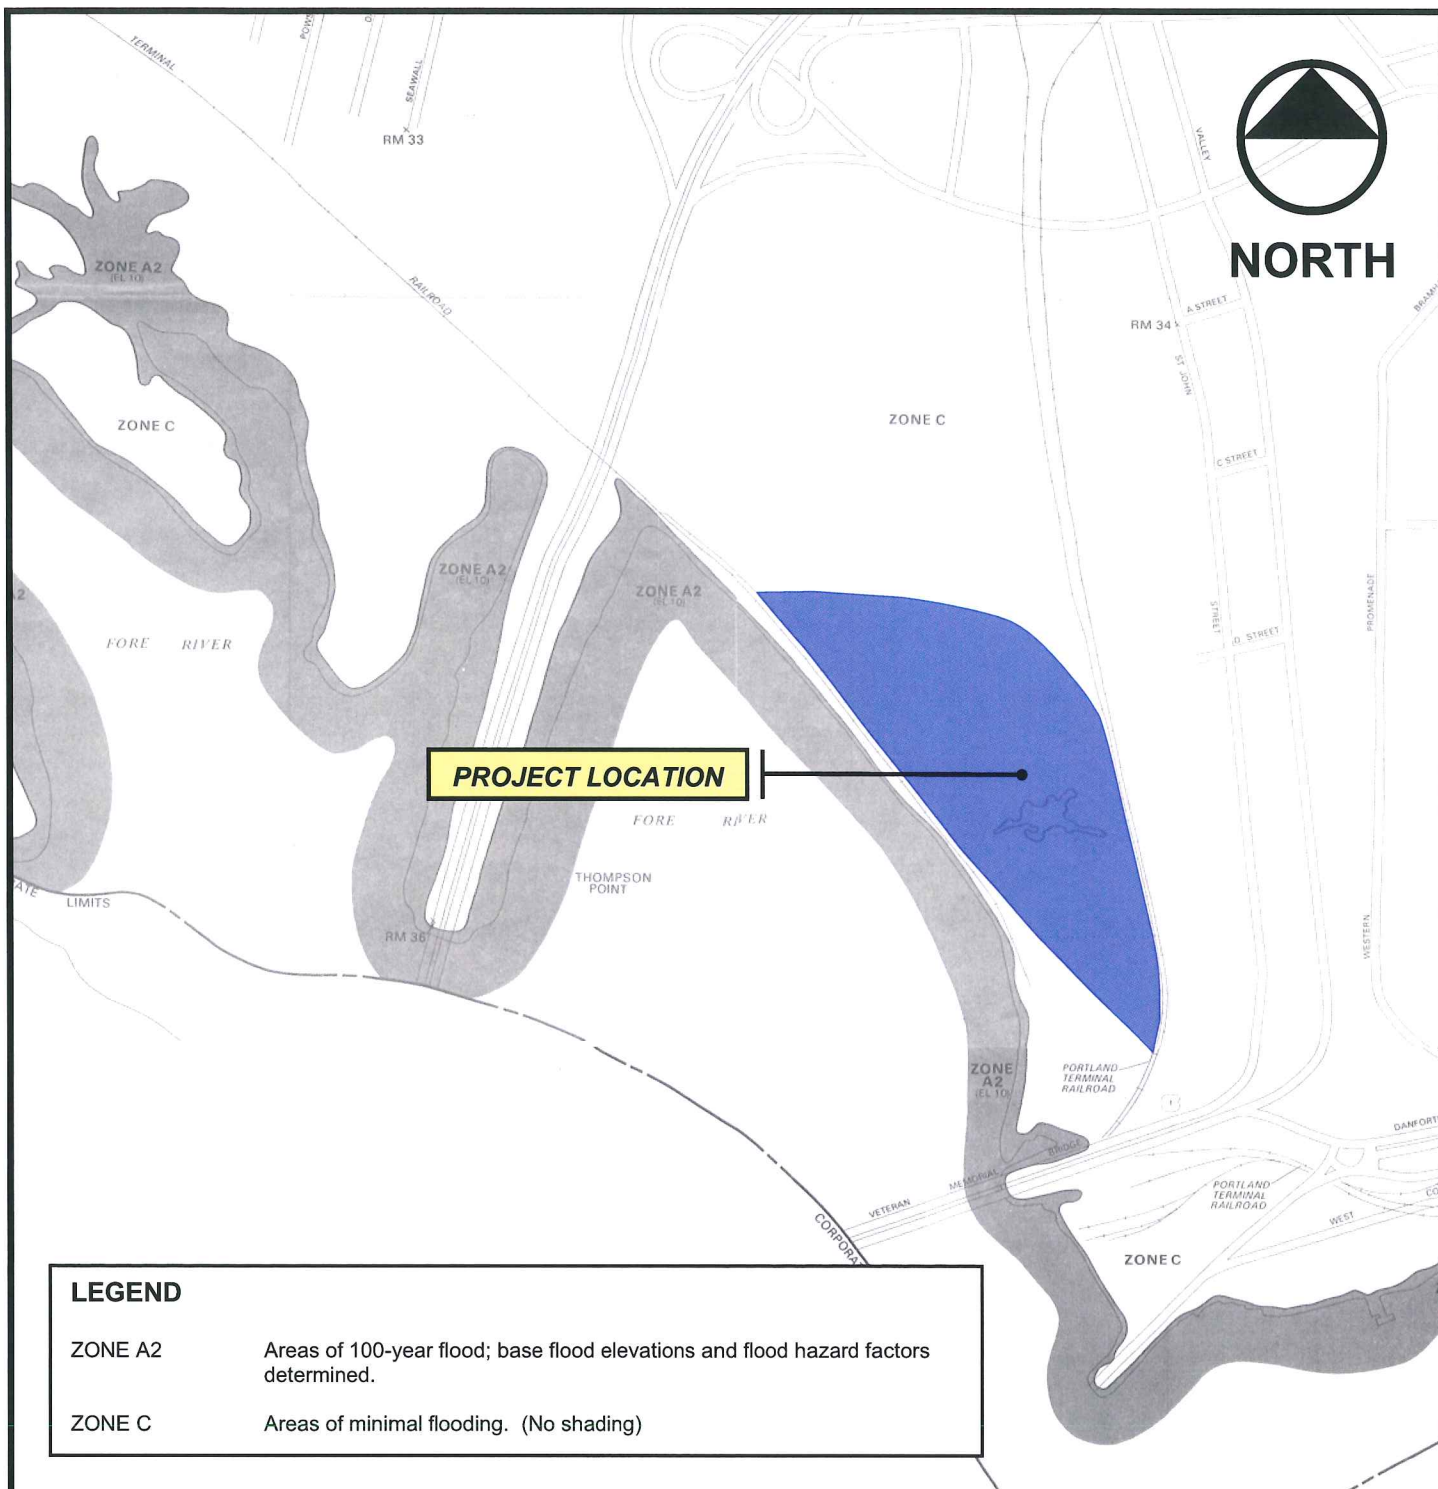 TERMINAL
SEAWALL
RM 33
VALLEY
NORTH
ZONE A2
(EL 10)
RAILROAD
A STREET
RM 34
ST JOHN
ZONE C
ZONE C
C STREET
ZONE A2
(EL 10)
ZONE A2
(EL 10)
PROMENADE
STREET
D STREET
FORE RIVER
PROJECT LOCATION
FORE RIVER
THOMPSON
POINT
LIMITS
RM 36
WESTERN
ZONE
A2
(EL 10)
PORTLAND
TERMINAL
RAILROAD
1
DANFORT
VETERAN MEMORIAL BRIDGE
PORTLAND
TERMINAL
RAILROAD
WEST CO
CORPORAT
ZONE C
LEGEND
ZONE A2 Areas of 100-year flood; base flood elevations and flood hazard factors
determined.
ZONE C Areas of minimal flooding. (No shading)